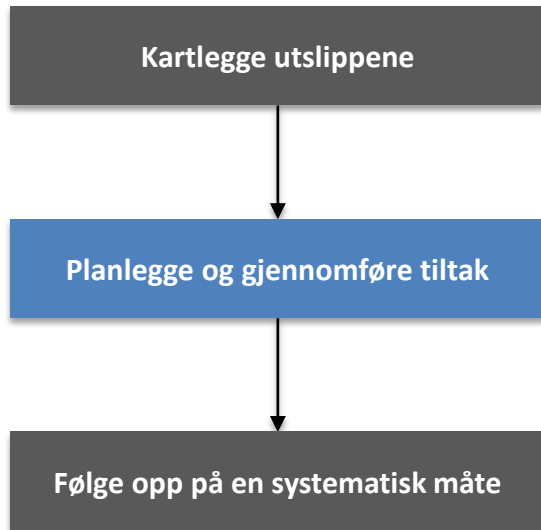 Kartlegge utslippene
Planlegge og gjennomføre tiltak
Følge opp på en systematisk måte